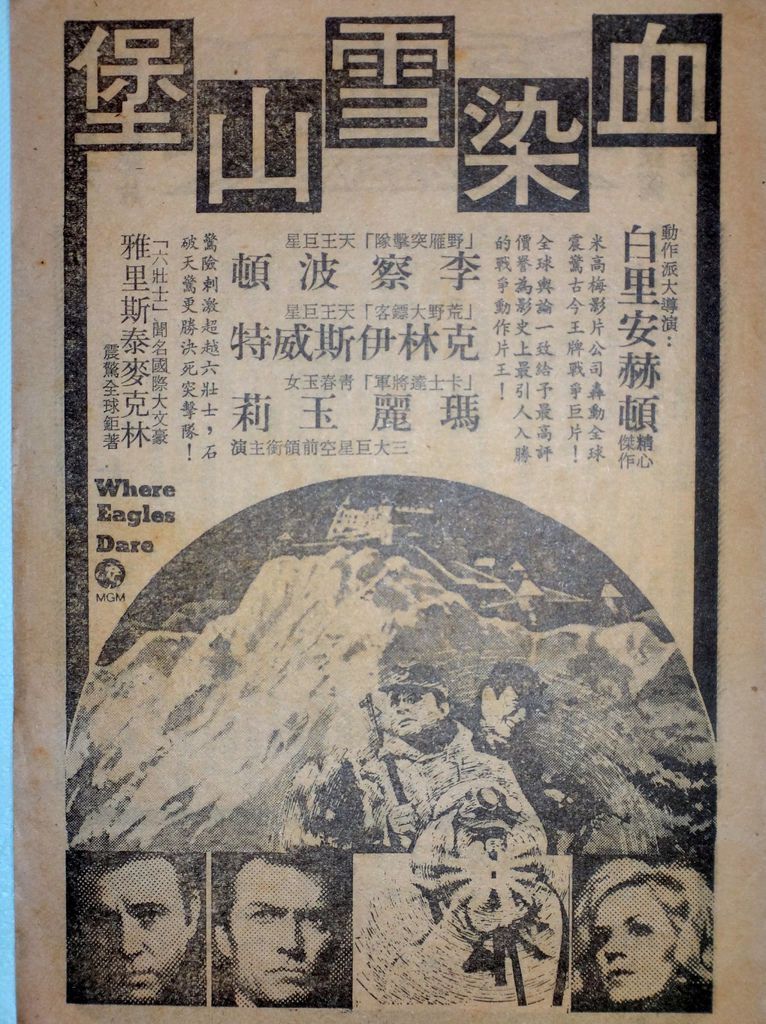 血染雪山堡
動作派大導演：
白里安赫頓
精心
傑作
米高梅影片公司轟動全球
震驚古今王牌戰爭巨片！
全球輿論一致給予最高評
價譽為影史上最引人入勝
的戰爭動作片王！
「野雁突擊隊」天王巨星
李察波頓
「荒野大鏢客」天王巨星
克林伊斯威特
「卡士達將軍」青春玉女
瑪麗玉莉
三大巨星空前領銜主演
驚險刺激超越六壯士，石
破天驚更勝決死突擊隊！
「六壯士」聞名國際大文豪
雅里斯泰麥克林
震驚全球鉅著
Where
Eagles
Dare
MGM